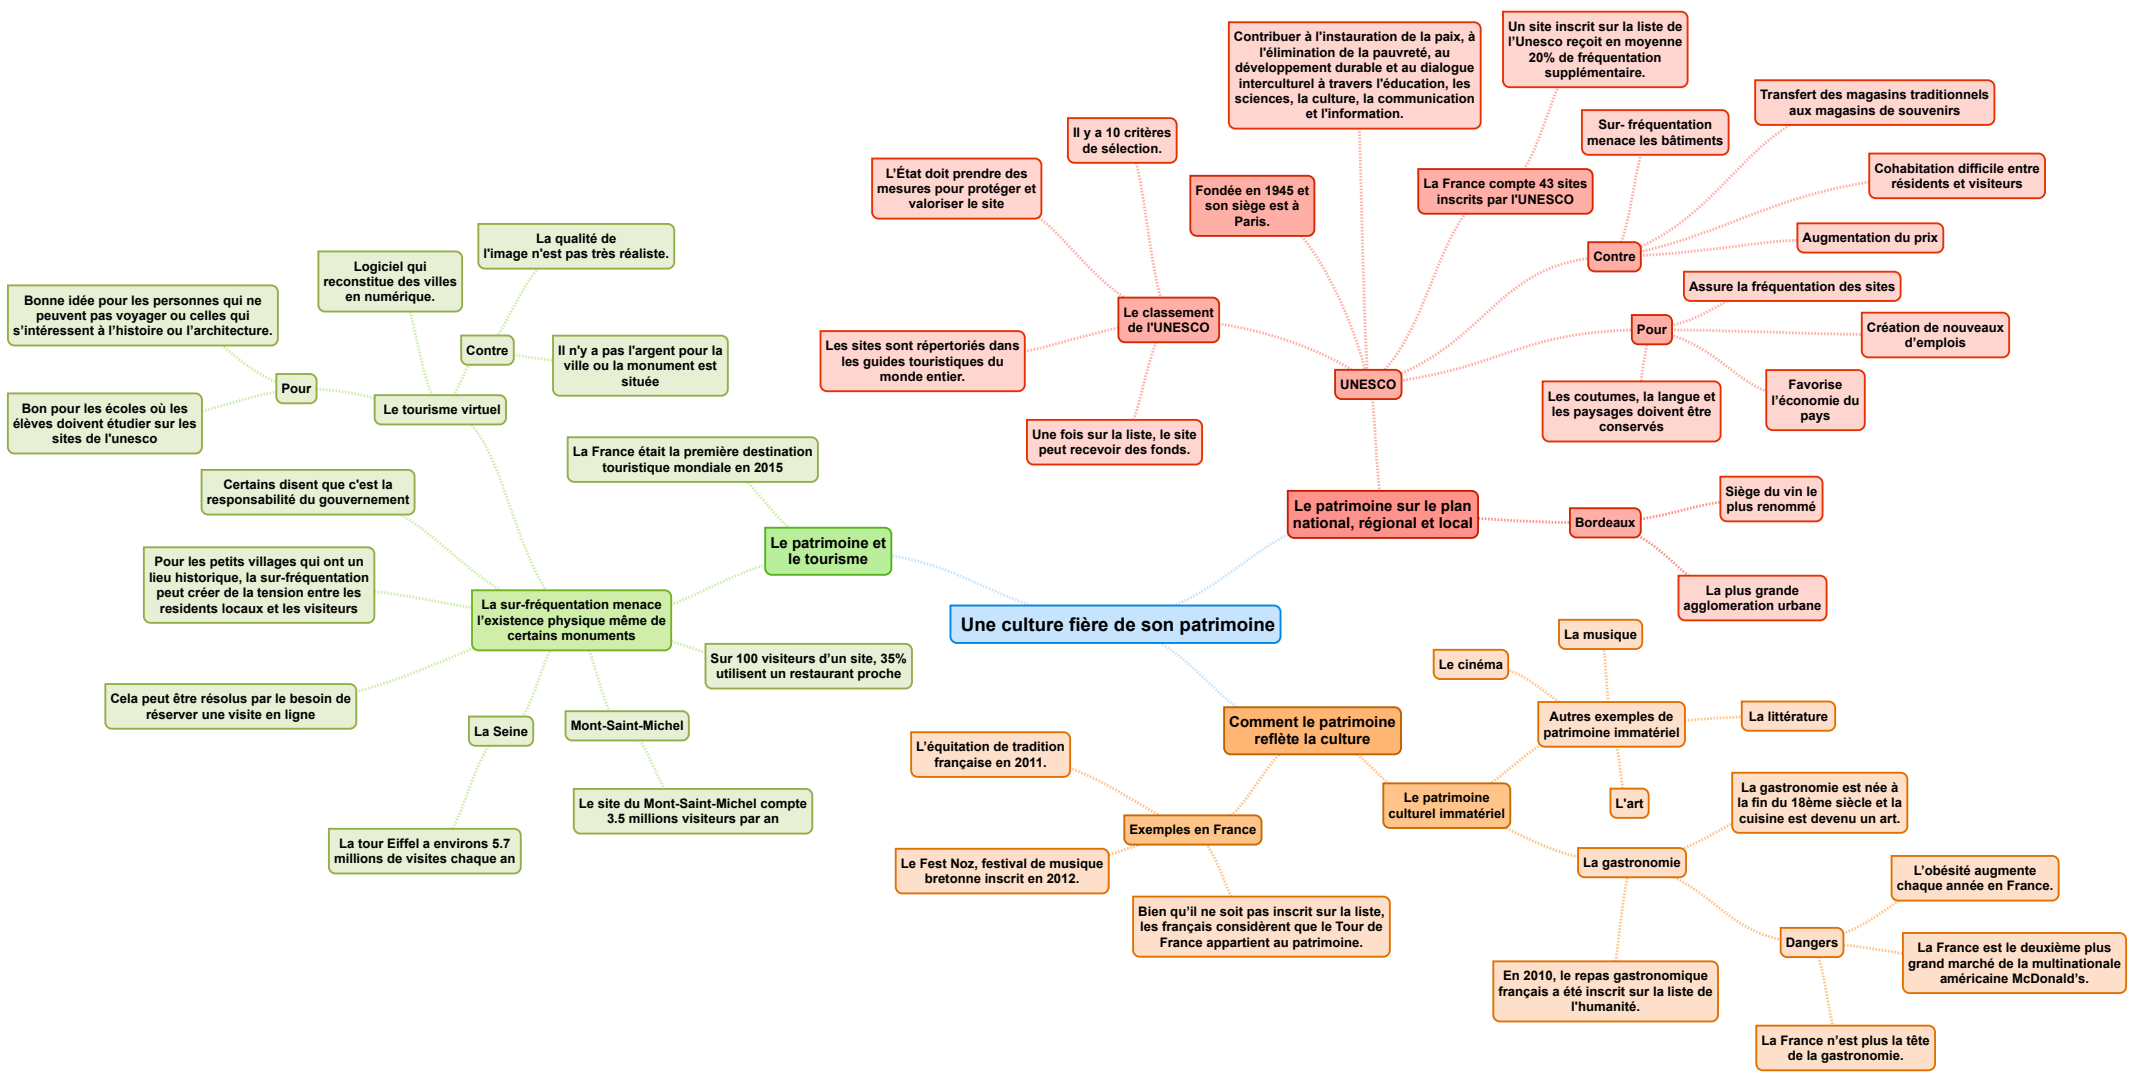 Une culture fière de son patrimoine
Le patrimoine et
le tourisme
La France était la première destination
touristique mondiale en 2015
La sur-fréquentation menace
l’existence physique même de
certains monuments
Le tourisme virtuel
Pour
Bonne idée pour les personnes qui ne
peuvent pas voyager ou celles qui
s’intéressent à l’histoire ou l’architecture.
Bon pour les écoles où les
élèves doivent étudier sur les
sites de l'unesco
Logiciel qui
reconstitue des villes
en numérique.
Contre
La qualité de
l'image n'est pas très réaliste.
Il n'y a pas l'argent pour la
ville ou la monument est
située
Certains disent que c'est la
responsabilité du gouvernement
Pour les petits villages qui ont un
lieu historique, la sur-fréquentation
peut créer de la tension entre les
residents locaux et les visiteurs
Cela peut être résolus par le besoin de
réserver une visite en ligne
La Seine
La tour Eiffel a environs 5.7
millions de visites chaque an
Mont-Saint-Michel
Le site du Mont-Saint-Michel compte
3.5 millions visiteurs par an
Sur 100 visiteurs d’un site, 35%
utilisent un restaurant proche
Le patrimoine sur le plan
national, régional et local
UNESCO
Le classement
de l'UNESCO
L’État doit prendre des
mesures pour protéger et
valoriser le site
Il y a 10 critères
de sélection.
Les sites sont répertoriés dans
les guides touristiques du
monde entier.
Une fois sur la liste, le site
peut recevoir des fonds.
Fondée en 1945 et
son siège est à
Paris.
Contribuer à l'instauration de la paix, à
l'élimination de la pauvreté, au
développement durable et au dialogue
interculturel à travers l'éducation, les
sciences, la culture, la communication
et l'information.
La France compte 43 sites
inscrits par l'UNESCO
Un site inscrit sur la liste de
l’Unesco reçoit en moyenne
20% de fréquentation
supplémentaire.
Contre
Sur- fréquentation
menace les bâtiments
Transfert des magasins traditionnels
aux magasins de souvenirs
Cohabitation difficile entre
résidents et visiteurs
Augmentation du prix
Pour
Assure la fréquentation des sites
Création de nouveaux
d’emplois
Favorise
l’économie du
pays
Les coutumes, la langue et
les paysages doivent être
conservés
Bordeaux
Siège du vin le
plus renommé
La plus grande
agglomeration urbane
Comment le patrimoine
reflète la culture
Exemples en France
L’équitation de tradition
française en 2011.
Le Fest Noz, festival de musique
bretonne inscrit en 2012.
Bien qu’il ne soit pas inscrit sur la liste,
les français considèrent que le Tour de
France appartient au patrimoine.
Le patrimoine
culturel immatériel
Autres exemples de
patrimoine immatériel
Le cinéma
La musique
La littérature
L'art
La gastronomie
La gastronomie est née à
la fin du 18ème siècle et la
cuisine est devenu un art.
En 2010, le repas gastronomique
français a été inscrit sur la liste de
l'humanité.
Dangers
L’obésité augmente
chaque année en France.
La France est le deuxième plus
grand marché de la multinationale
américaine McDonald’s.
La France n’est plus la tête
de la gastronomie.